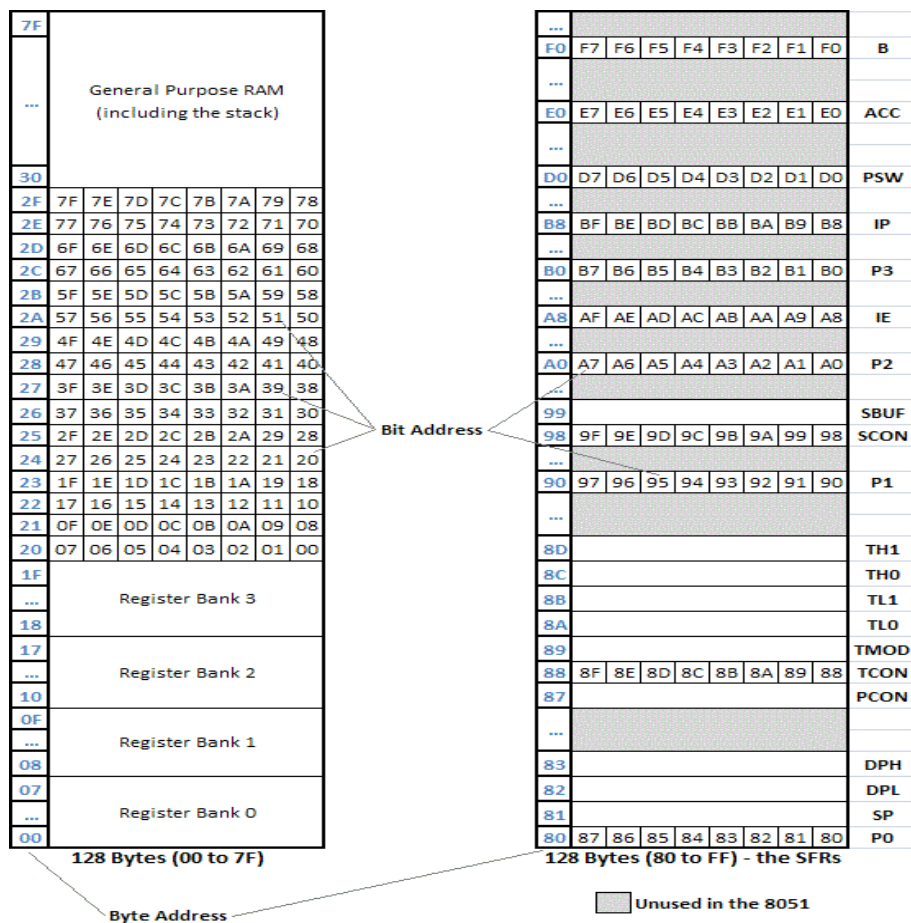 7F
General Purpose RAM
(including the stack)
...
30
2F 7F 7E 7D 7C 7B 7A 79 78
2E 77 76 75 74 73 72 71 70
2D 6F 6E 6D 6C 6B 6A 69 68
2C 67 66 65 64 63 62 61 60
2B 5F 5E 5D 5C 5B 5A 59 58
2A 57 56 55 54 53 52 51 50
29 4F 4E 4D 4C 4B 4A 49 48
28 47 46 45 44 43 42 41 40
27 3F 3E 3D 3C 3B 3A 39 38
26 37 36 35 34 33 32 31 30
25 2F 2E 2D 2C 2B 2A 29 28
24 27 26 25 24 23 22 21 20
23 1F 1E 1D 1C 1B 1A 19 18
22 17 16 15 14 13 12 11 10
21 0F 0E 0D 0C 0B 0A 09 08
20 07 06 05 04 03 02 01 00
1F
... Register Bank 3
18
17
... Register Bank 2
10
0F
... Register Bank 1
08
07
... Register Bank 0
00
128 Bytes (00 to 7F)
Byte Address
Bit Address
...
F0 F7 F6 F5 F4 F3 F2 F1 F0 B
...
E0 E7 E6 E5 E4 E3 E2 E1 E0 ACC
...
D0 D7 D6 D5 D4 D3 D2 D1 D0 PSW
...
B8 BF BE BD BC BB BA B9 B8 IP
...
B0 B7 B6 B5 B4 B3 B2 B1 B0 P3
...
A8 AF AE AD AC AB AA A9 A8 IE
...
A0 A7 A6 A5 A4 A3 A2 A1 A0 P2
...
99 SBUF
98 9F 9E 9D 9C 9B 9A 99 98 SCON
...
90 97 96 95 94 93 92 91 90 P1
...
8D TH1
8C TH0
8B TL1
8A TL0
89 TMOD
88 8F 8E 8D 8C 8B 8A 89 88 TCON
87 PCON
...
83 DPH
82 DPL
81 SP
80 87 86 85 84 83 82 81 80 P0
128 Bytes (80 to FF) - the SFRs
Unused in the 8051